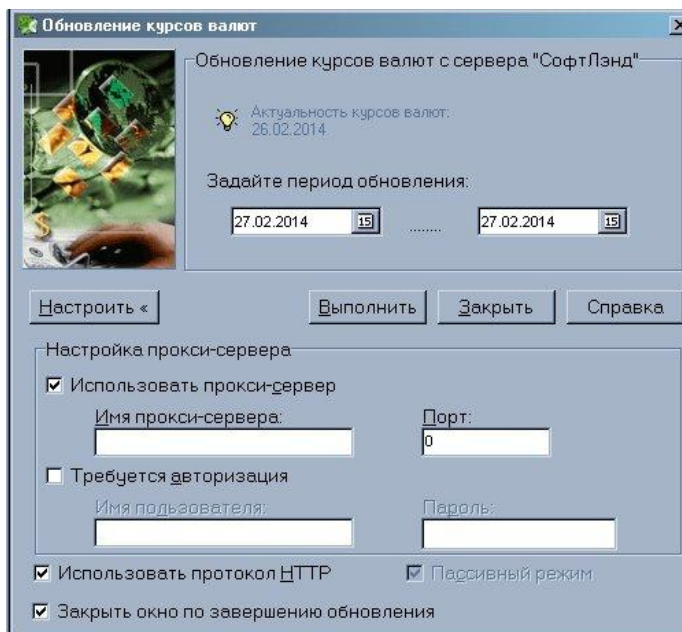 Обновление курсов валют
Обновление курсов валют с сервера "СофтЛэнд"
Актуальность курсов валют:
26.02.2014
Задайте период обновления:
27.02.2014 15 ........ 27.02.2014 15
Настроить « Выполнить Закрыть Справка
Настройка прокси-сервера
Использовать прокси-сервер
Имя прокси-сервера: Порт:
0
Требуется авторизация
Имя пользователя: Пароль:
Использовать протокол HTTP Пассивный режим
Закрыть окно по завершению обновления